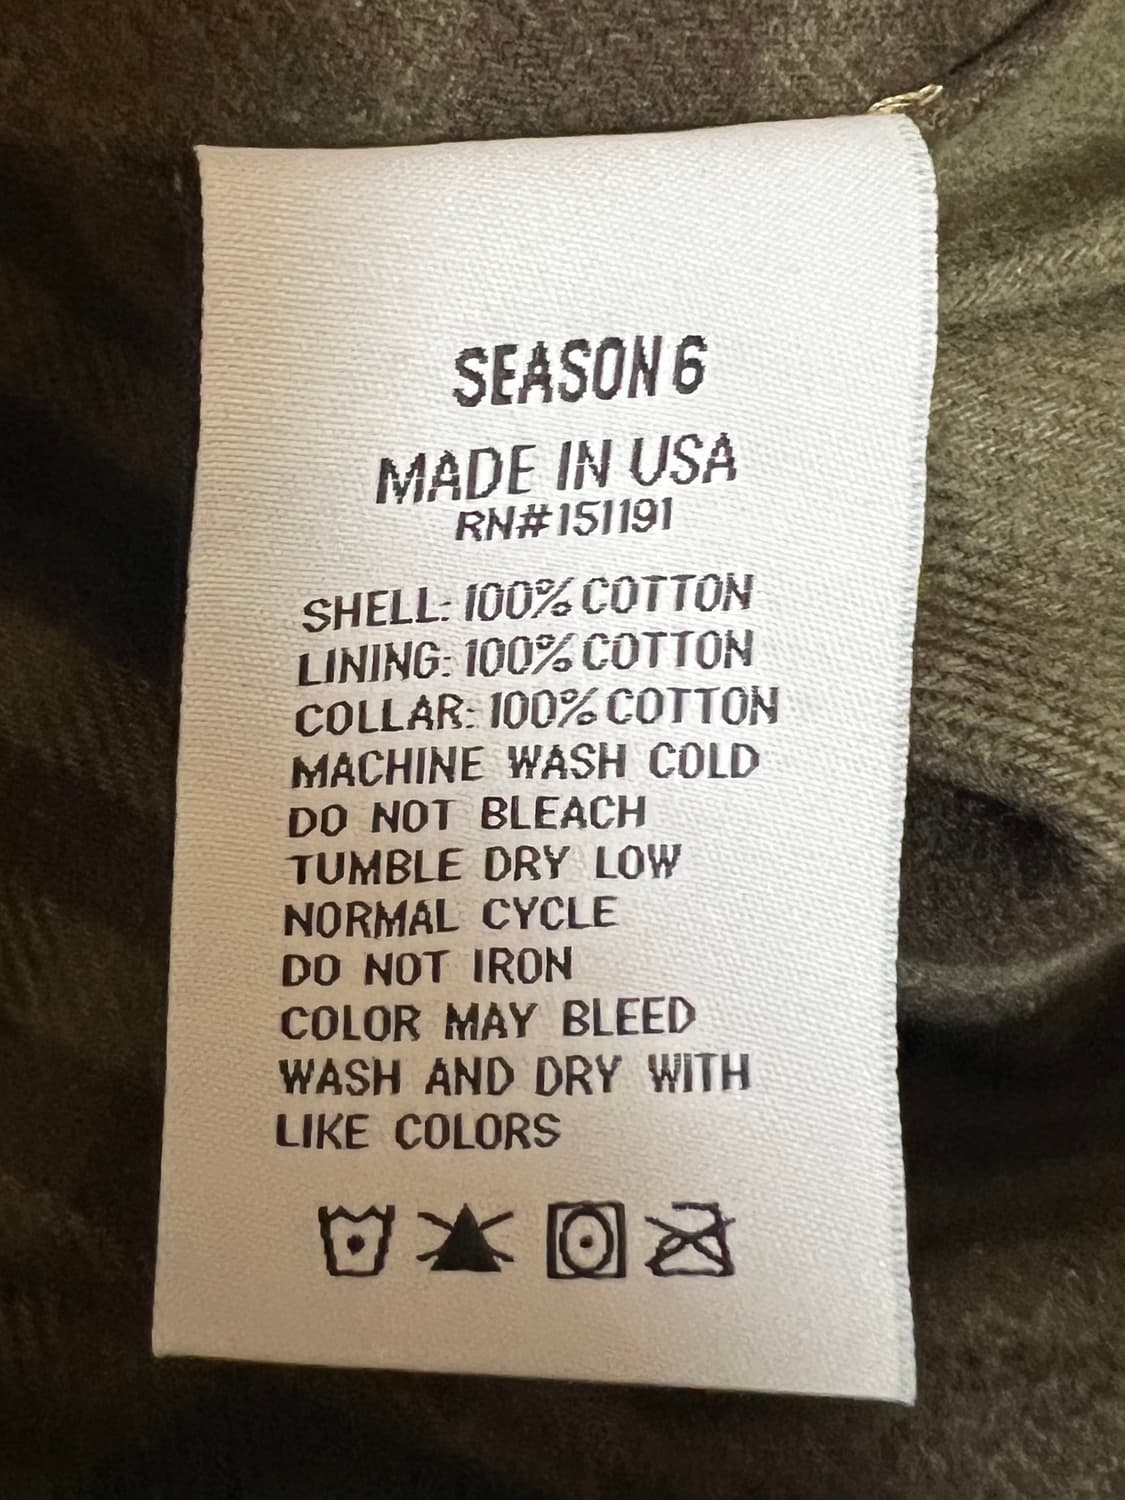 SEASON 6
MADE IN USA
RN#151191
SHELL: 100% COTTON
LINING: 100% COTTON
COLLAR: 100% COTTON
MACHINE WASH COLD
DO NOT BLEACH
TUMBLE DRY LOW
NORMAL CYCLE
DO NOT IRON
COLOR MAY BLEED
WASH AND DRY WITH
LIKE COLORS